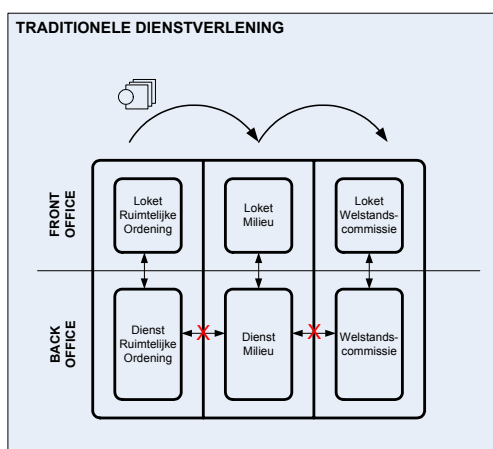 TRADITIONELE DIENSTVERLENING
FRONT
OFFICE
Loket
Ruimtelijke
Ordening
Loket
Milieu
Loket
Welstands-
commissie
BACK
OFFICE
Dienst
Ruimtelijke
Ordening
Dienst
Milieu
Welstands-
commissie